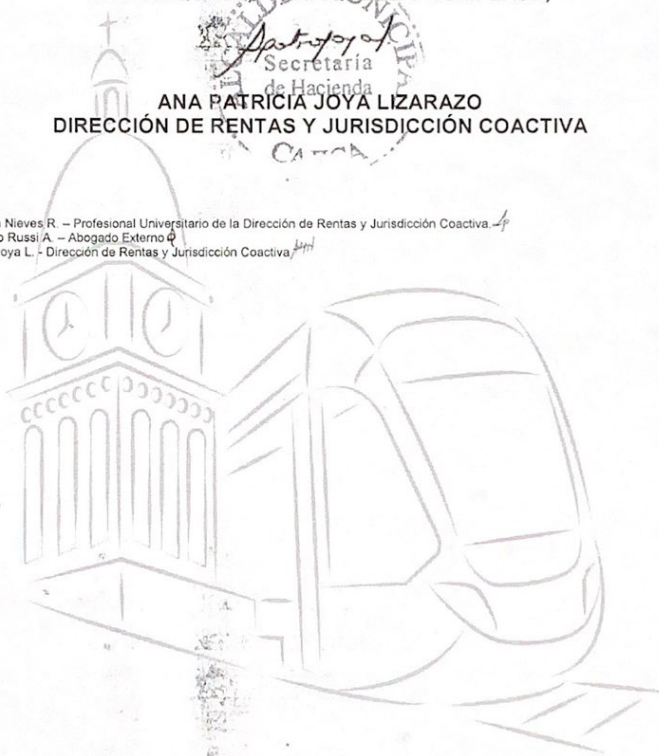 Secretaría
de Hacienda
ANA PATRICIA JOYA LIZARAZO
DIRECCIÓN DE RENTAS Y JURISDICCIÓN COACTIVA
Nieves R. – Profesional Universitario de la Dirección de Rentas y Jurisdicción Coactiva.
Russi A. – Abogado Externo
oya L. - Dirección de Rentas y Jurisdicción Coactiva